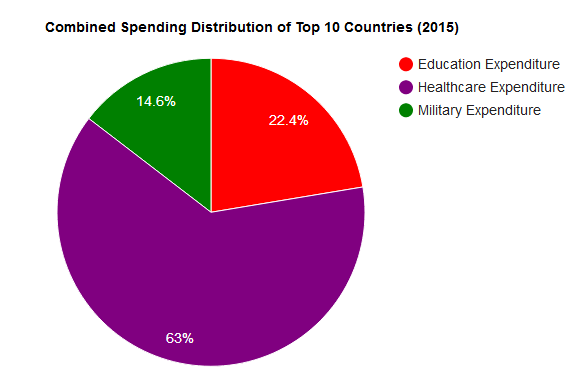 Combined Spending Distribution of Top 10 Countries (2015)
Education Expenditure
Healthcare Expenditure
Military Expenditure
14.6%
22.4%
63%